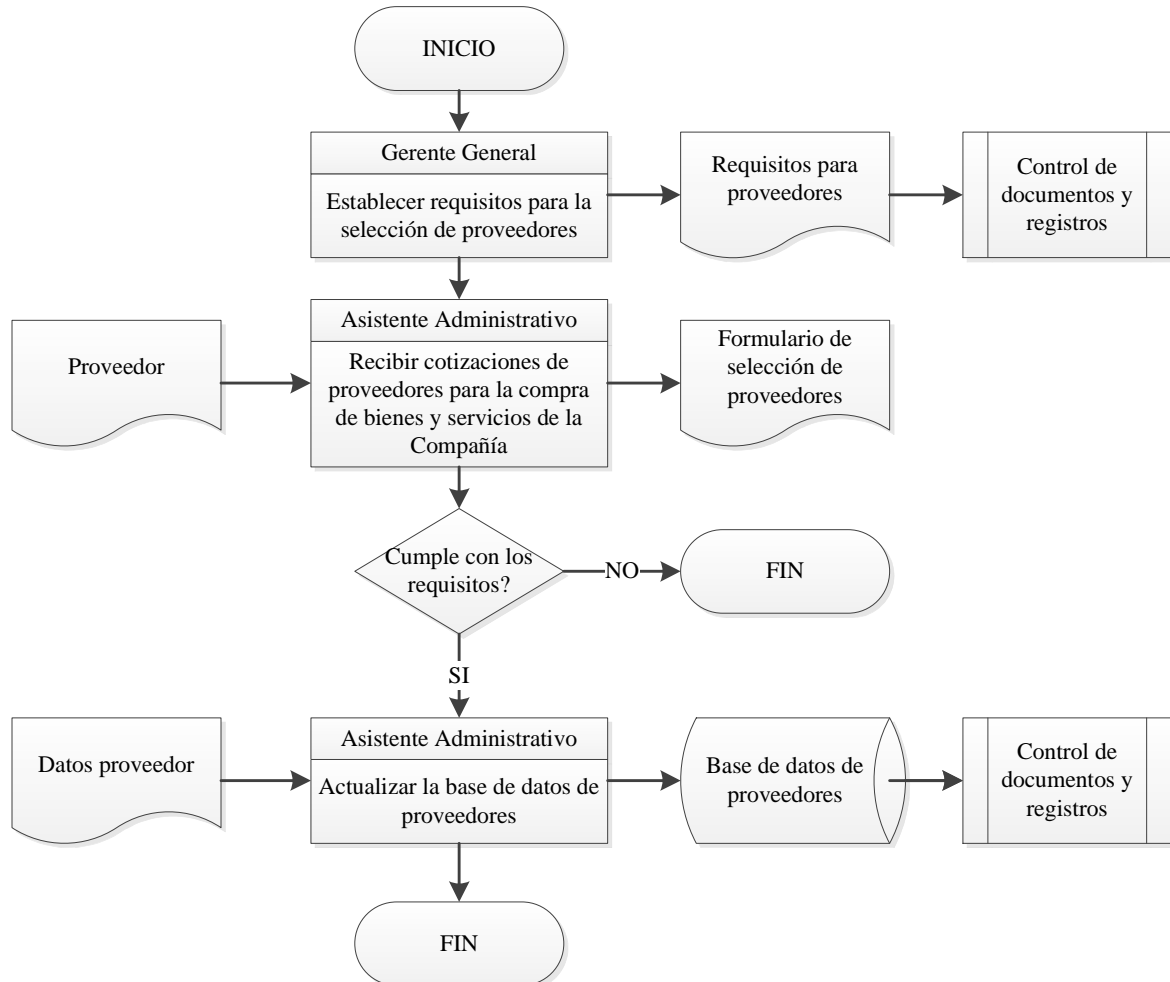 INICIO
Gerente General
Establecer requisitos para la
selección de proveedores
Requisitos para
proveedores
Control de
documentos y
registros
Proveedor
Asistente Administrativo
Recibir cotizaciones de
proveedores para la compra
de bienes y servicios de la
Compañía
Formulario de
selección de
proveedores
Cumple con los
requisitos?
NO
FIN
SI
Datos proveedor
Asistente Administrativo
Actualizar la base de datos de
proveedores
Base de datos de
proveedores
Control de
documentos y
registros
FIN